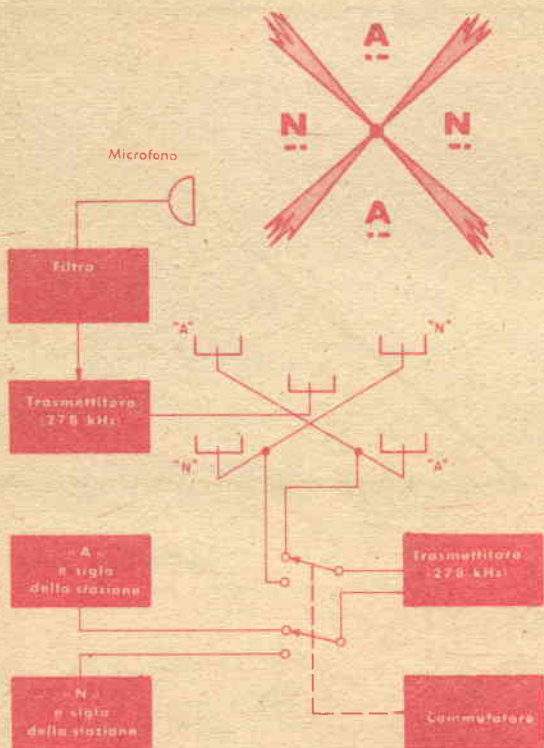 A
N
N
A
Microfono
Filtro
"A"
"N"
Trasmettitore
(278 kHz)
"N"
"A"
- A -
e sigla
della stazione
Trasmettitore
(278 kHz)
- N -
e sigla
della stazione
Commutatore